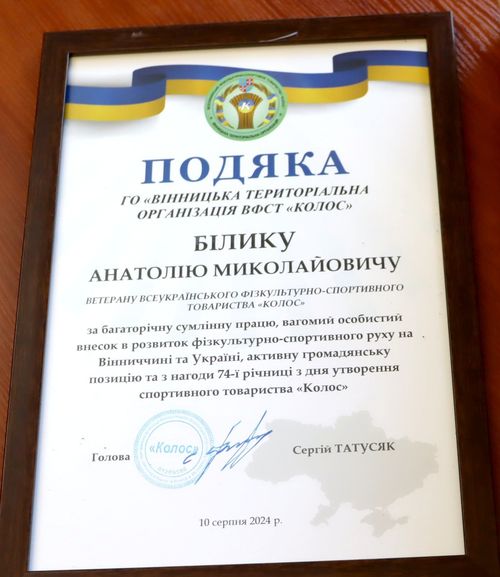 ПОДЯКА
ГО «ВІННИЦЬКА ТЕРИТОРІАЛЬНА
ОРГАНІЗАЦІЯ ВФСТ «КОЛОС»
БІЛИКУ
АНАТОЛІЮ МИКОЛАЙОВИЧУ
ВЕТЕРАНУ ВСЕУКРАЇНСЬКОГО ФІЗКУЛЬТУРНО-СПОРТИВНОГО
ТОВАРИСТВА «КОЛОС»
за багаторічну сумлінну працю, вагомий особистий
внесок в розвиток фізкультурно-спортивного руху на
Вінниччині та Україні, активну громадянську
позицію та з нагоди 74-ї річниці з дня утворення
спортивного товариства «Колос»
Голова
«Колос»
Сергій ТАТУСЯК
10 серпня 2024 р.